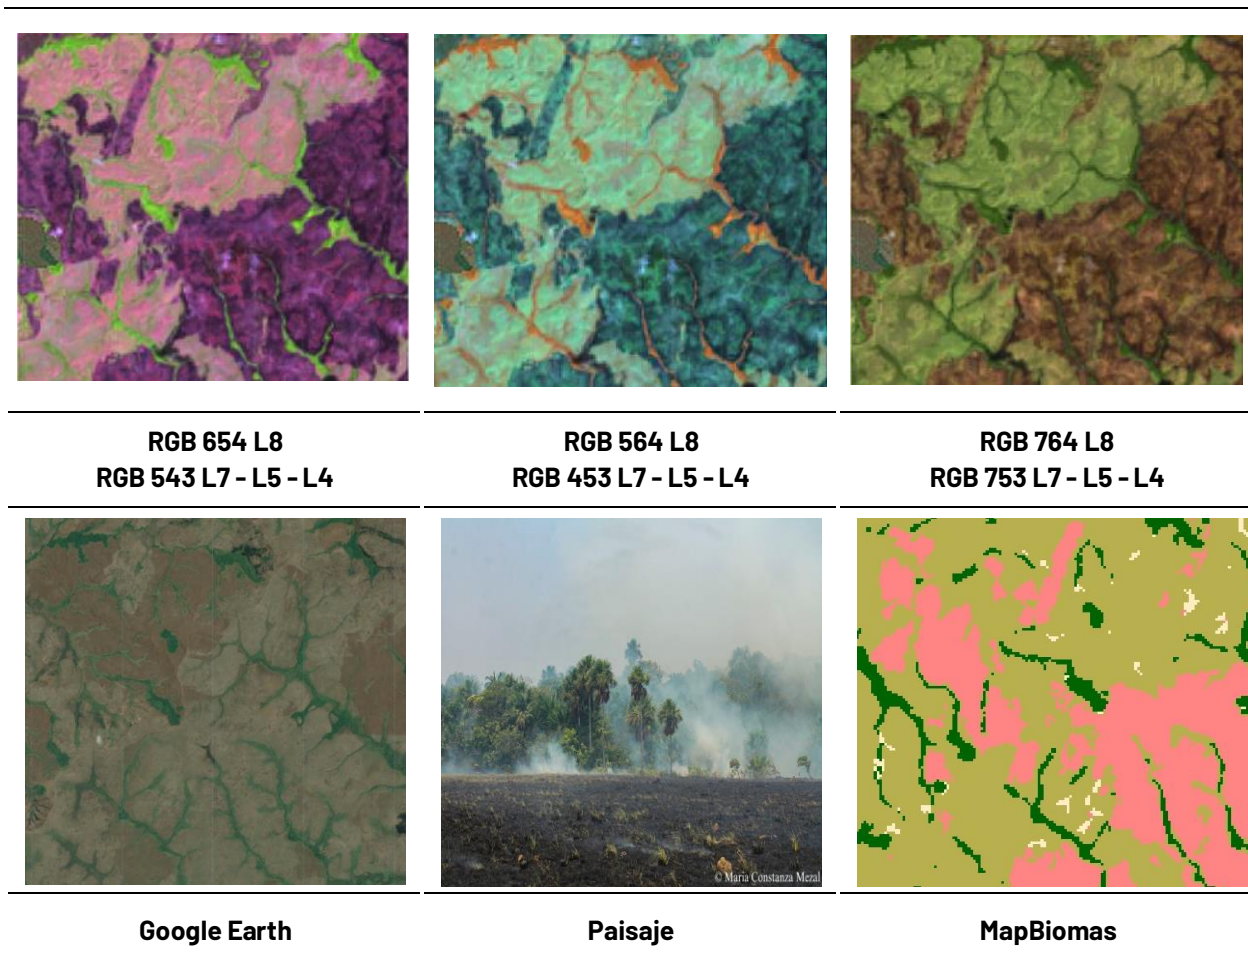 RGB 654 L8
RGB 543 L7 - L5 - L4
RGB 564 L8
RGB 453 L7 - L5 - L4
RGB 764 L8
RGB 753 L7 - L5 - L4
© Maria Constanza Mezal
Google Earth
Paisaje
MapBiomas